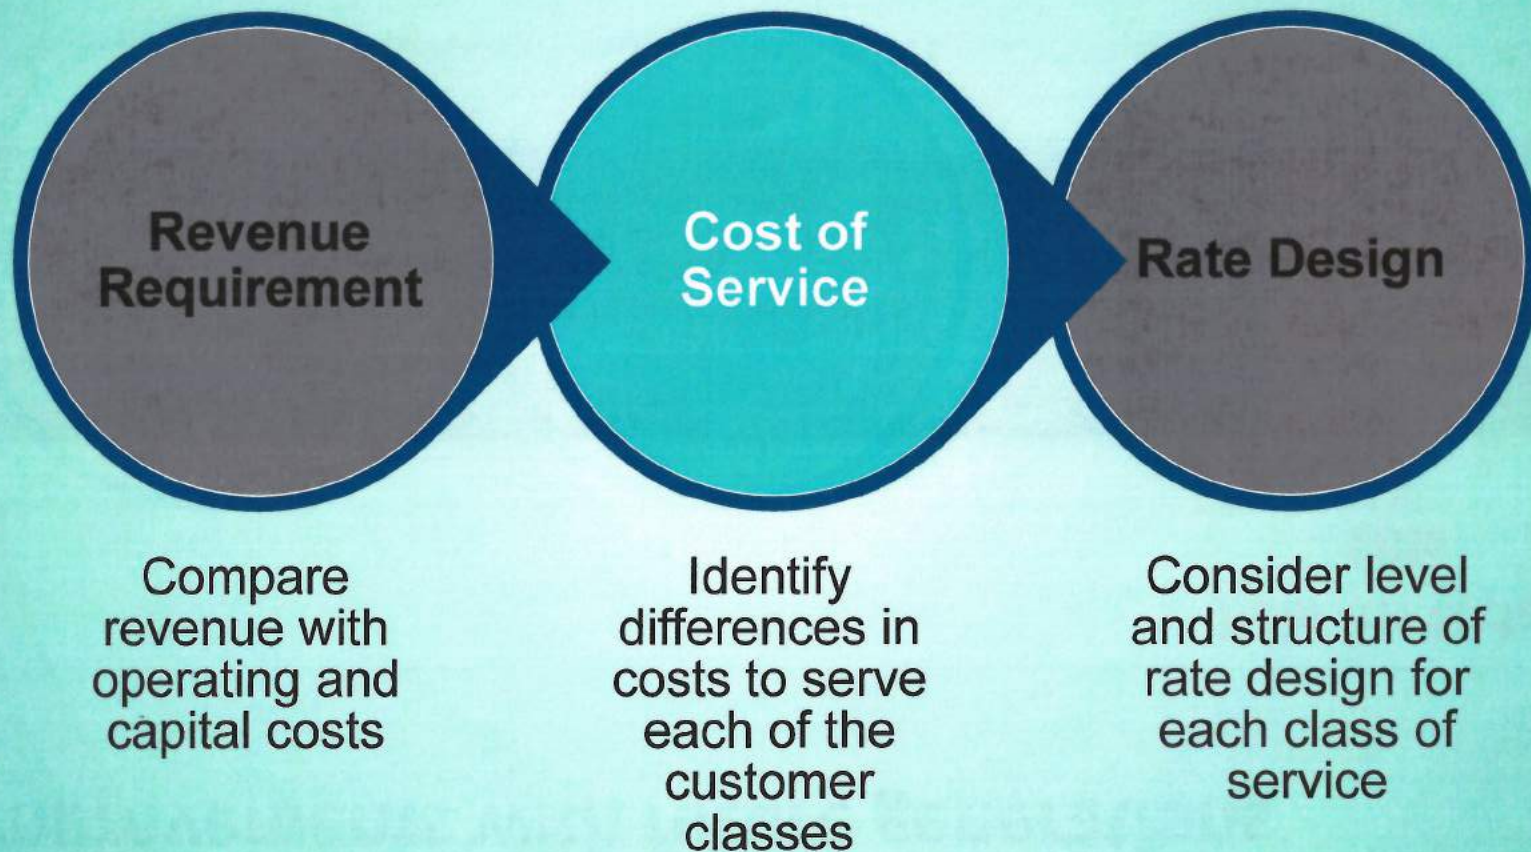 Revenue
Requirement
Cost of
Service
Rate Design
Compare
revenue with
operating and
capital costs
Identify
differences in
costs to serve
each of the
customer
classes
Consider level
and structure of
rate design for
each class of
service